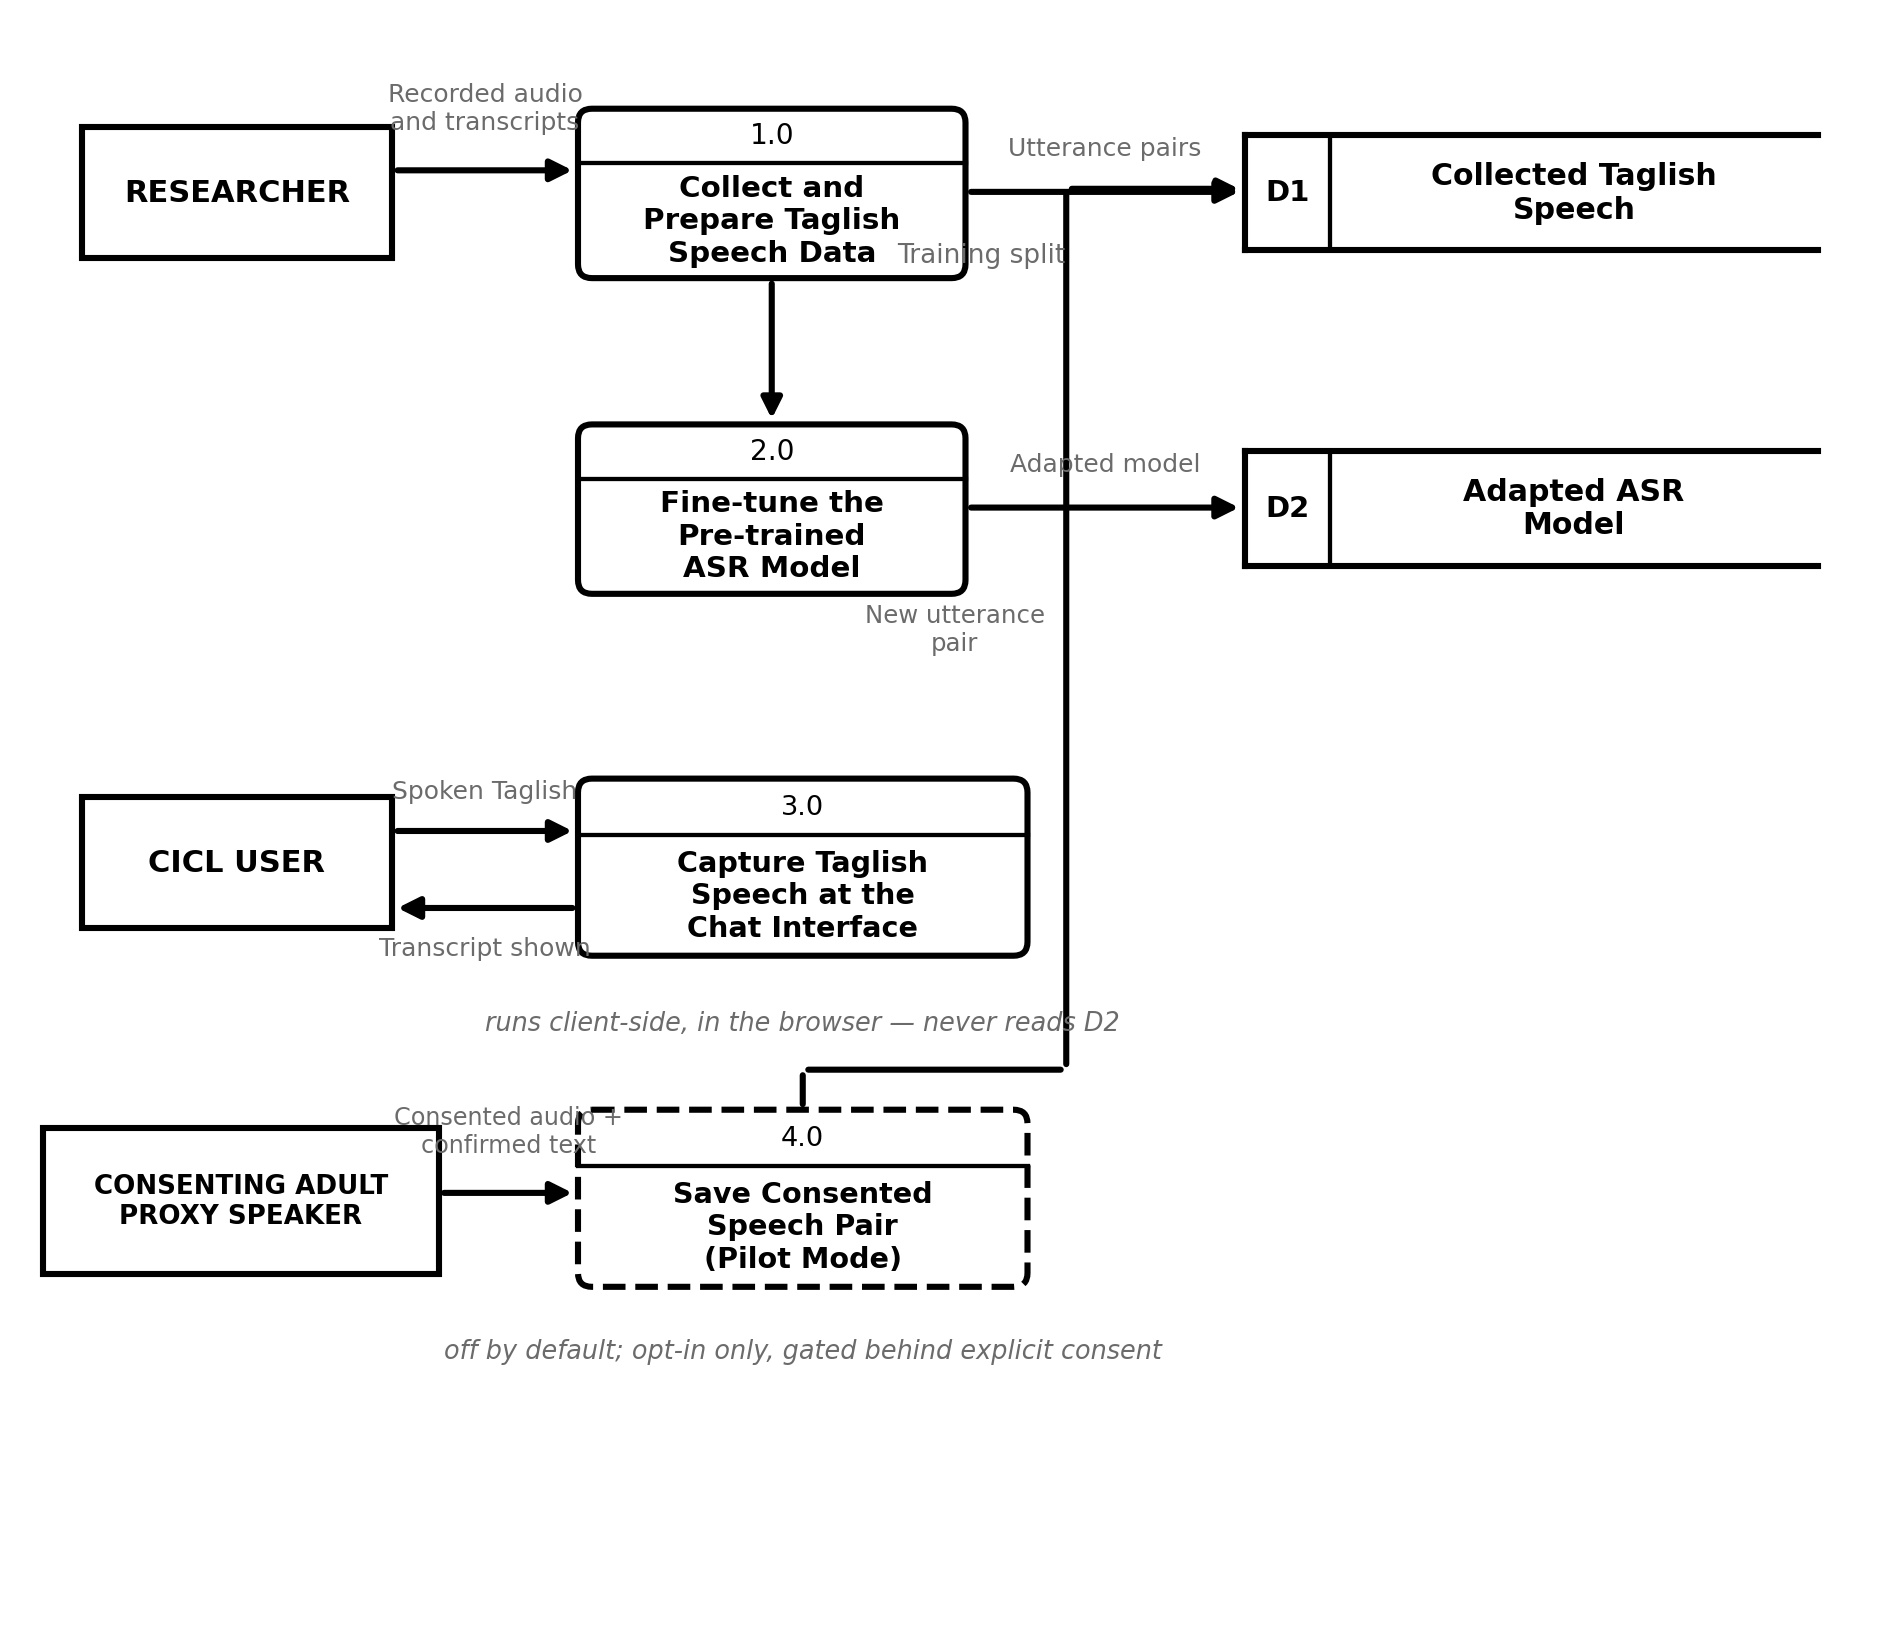 Recorded audio
and transcripts
RESEARCHER
1.0
Collect and
Prepare Taglish
Speech Data
Utterance pairs
D1
Collected Taglish
Speech
Training split
2.0
Fine-tune the
Pre-trained
ASR Model
Adapted model
D2
Adapted ASR
Model
New utterance
pair
Spoken Taglish
CICL USER
Transcript shown
3.0
Capture Taglish
Speech at the
Chat Interface
runs client-side, in the browser — never reads D2
Consented audio +
confirmed text
CONSENTING ADULT
PROXY SPEAKER
4.0
Save Consented
Speech Pair
(Pilot Mode)
off by default; opt-in only, gated behind explicit consent